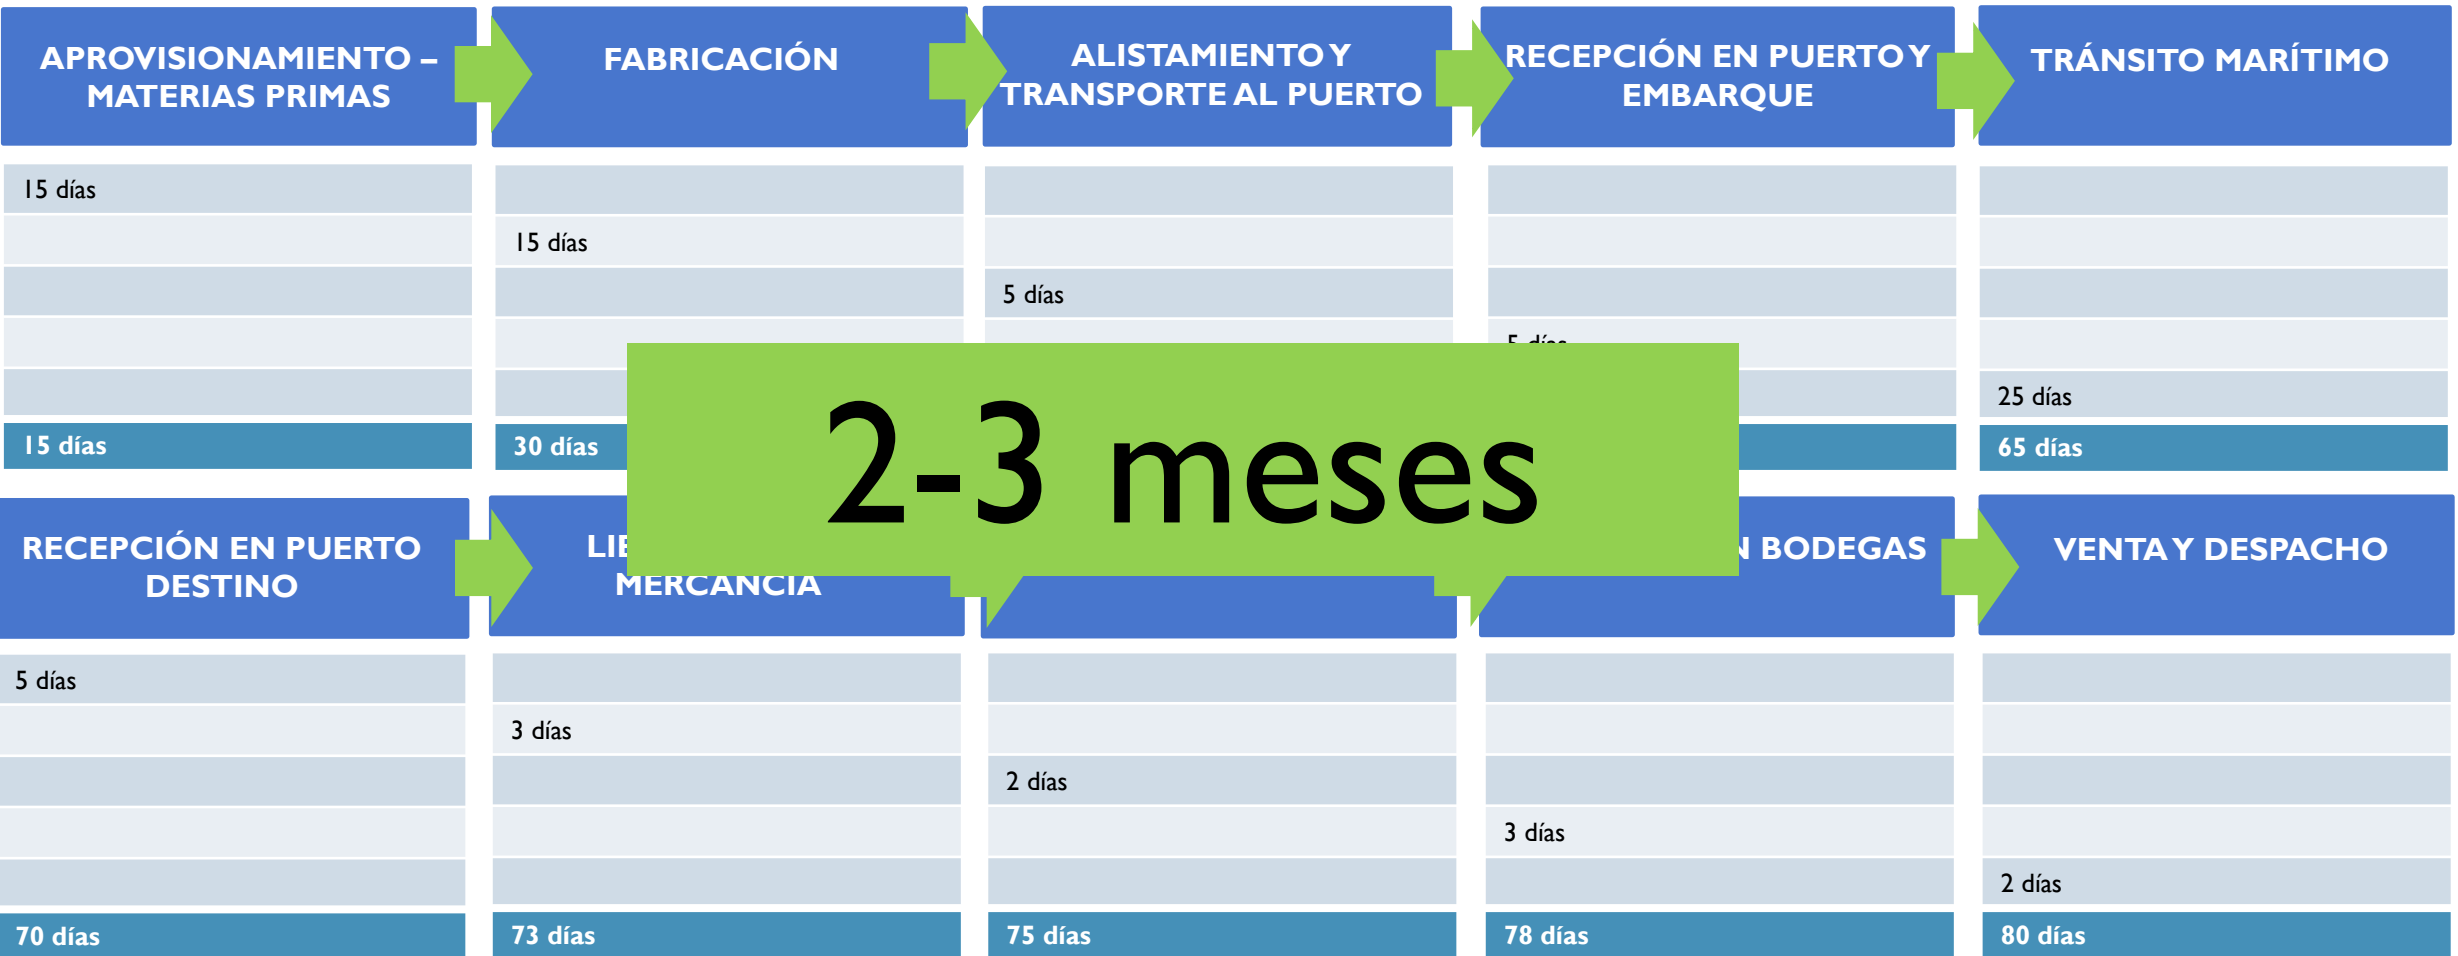 APROVISIONAMIENTO –
MATERIAS PRIMAS
FABRICACIÓN
ALISTAMIENTO Y
TRANSPORTE AL PUERTO
RECEPCIÓN EN PUERTO Y
EMBARQUE
TRÁNSITO MARÍTIMO
15 días
15 días
5 días
5 días
25 días
15 días
30 días
65 días
2-3 meses
RECEPCIÓN EN PUERTO
DESTINO
MERCANCIA
BODEGAS
VENTA Y DESPACHO
5 días
3 días
2 días
3 días
2 días
70 días
73 días
75 días
78 días
80 días